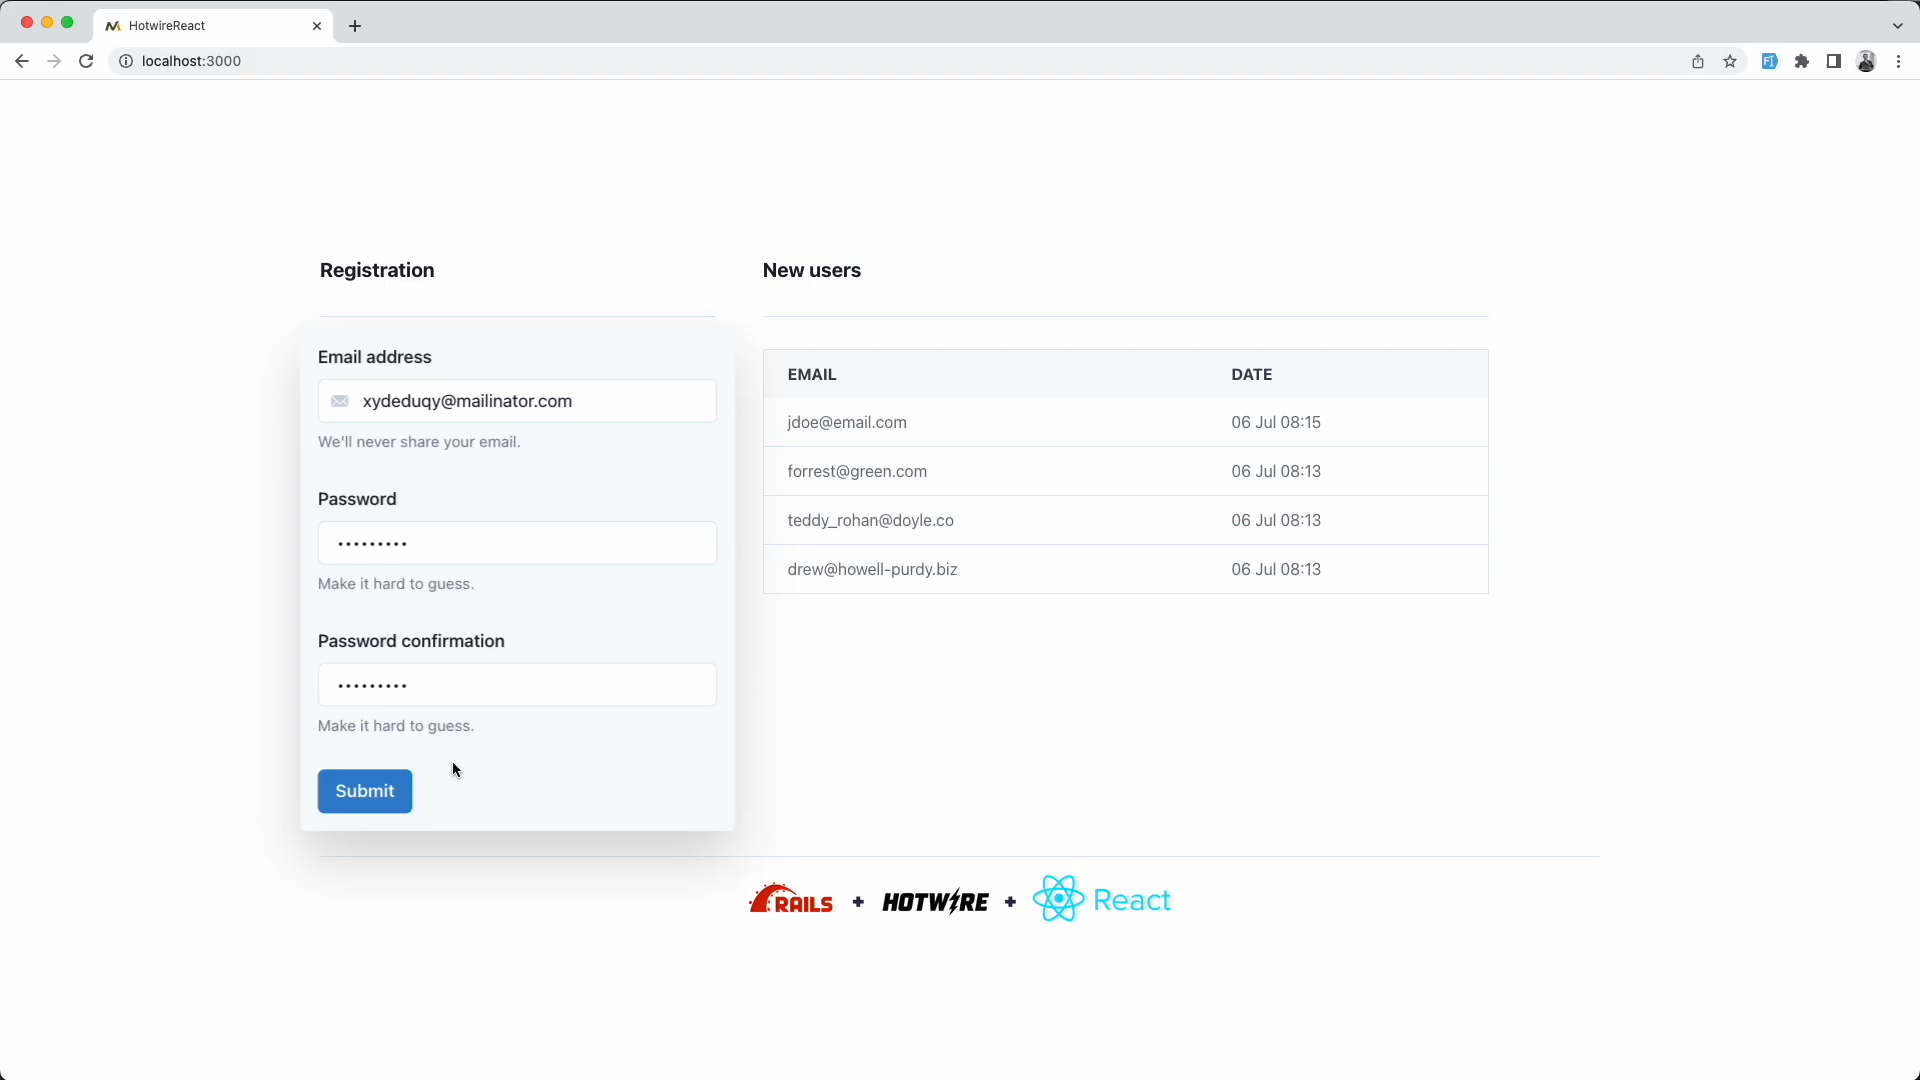 HotwireReact
localhost:3000
Registration
New users
Email address
xydeduqy@mailinator.com
We'll never share your email.
Password
•••••••••
Make it hard to guess.
Password confirmation
•••••••••
Make it hard to guess.
Submit
EMAIL DATE
jdoe@email.com 06 Jul 08:15
forrest@green.com 06 Jul 08:13
teddy_rohan@doyle.co 06 Jul 08:13
drew@howell-purdy.biz 06 Jul 08:13
RAILS + HOTWIRE + React